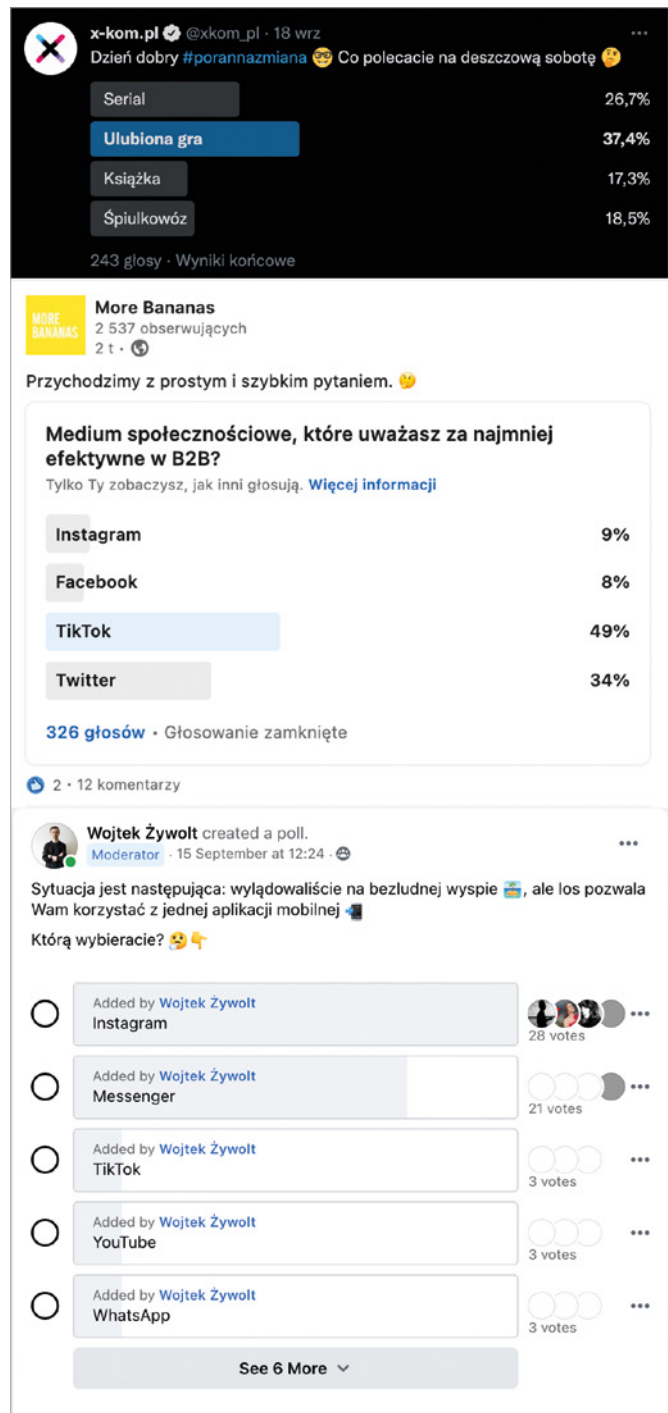 x-kom.pl @xkom_pl · 18 wrz
Dzień dobry #porannazmiana 🤓 Co polecacie na deszczową sobotę 🤔
Serial 26,7%
Ulubiona gra 37,4%
Książka 17,3%
Śpiulkowóz 18,5%
243 głosy · Wyniki końcowe
MORE
BANANAS
More Bananas
2 537 obserwujących
2 t ·
Przychodzimy z prostym i szybkim pytaniem. 🤔
Medium społecznościowe, które uważasz za najmniej
efektywne w B2B?
Tylko Ty zobaczysz, jak inni głosują. Więcej informacji
Instagram 9%
Facebook 8%
TikTok 49%
Twitter 34%
326 głosów • Głosowanie zamknięte
2 · 12 komentarzy
Wojtek Żywolt created a poll.
Moderator · 15 September at 12:24 ·
Sytuacja jest następująca: wylądowaliście na bezludnej wyspie 🏝, ale los pozwala
Wam korzystać z jednej aplikacji mobilnej 📲
Którą wybieracie? 🤔👇
Added by Wojtek Żywolt
Instagram
28 votes
Added by Wojtek Żywolt
Messenger
21 votes
Added by Wojtek Żywolt
TikTok
3 votes
Added by Wojtek Żywolt
YouTube
3 votes
Added by Wojtek Żywolt
WhatsApp
3 votes
See 6 More